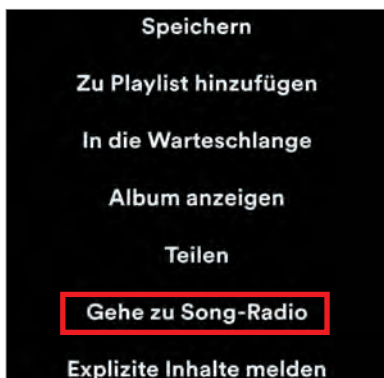 Speichern
Zu Playlist hinzufügen
In die Warteschlange
Album anzeigen
Teilen
Gehe zu Song-Radio
Explizite Inhalte melden